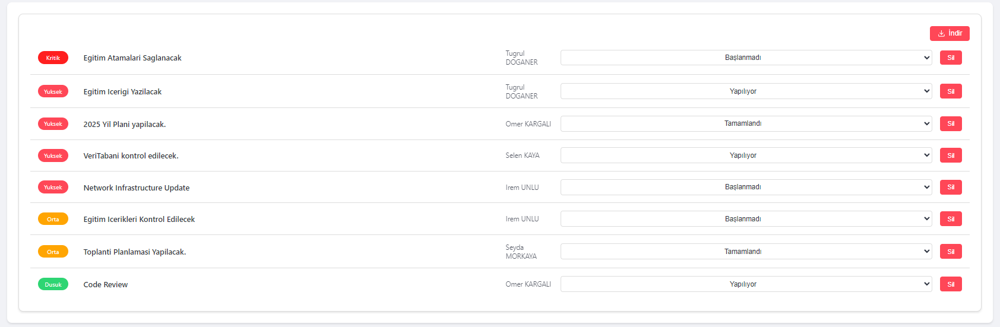 İndir
Kritik Egitim Atamalari Saglanacak Tugrul DOGANER Başlanmadı Sil
Yuksek Egitim Icerigi Yazilacak Tugrul DOGANER Yapılıyor Sil
Yuksek 2025 Yil Plani yapilacak. Omer KARGALI Tamamlandı Sil
Yuksek VeriTabani kontrol edilecek. Selen KAYA Yapılıyor Sil
Yuksek Network Infrastructure Update Irem UNLU Başlanmadı Sil
Orta Egitim Icerikleri Kontrol Edilecek Irem UNLU Başlanmadı Sil
Orta Toplanti Planlamasi Yapilacak. Seyda MORKAYA Tamamlandı Sil
Dusuk Code Review Omer KARGALI Yapılıyor Sil